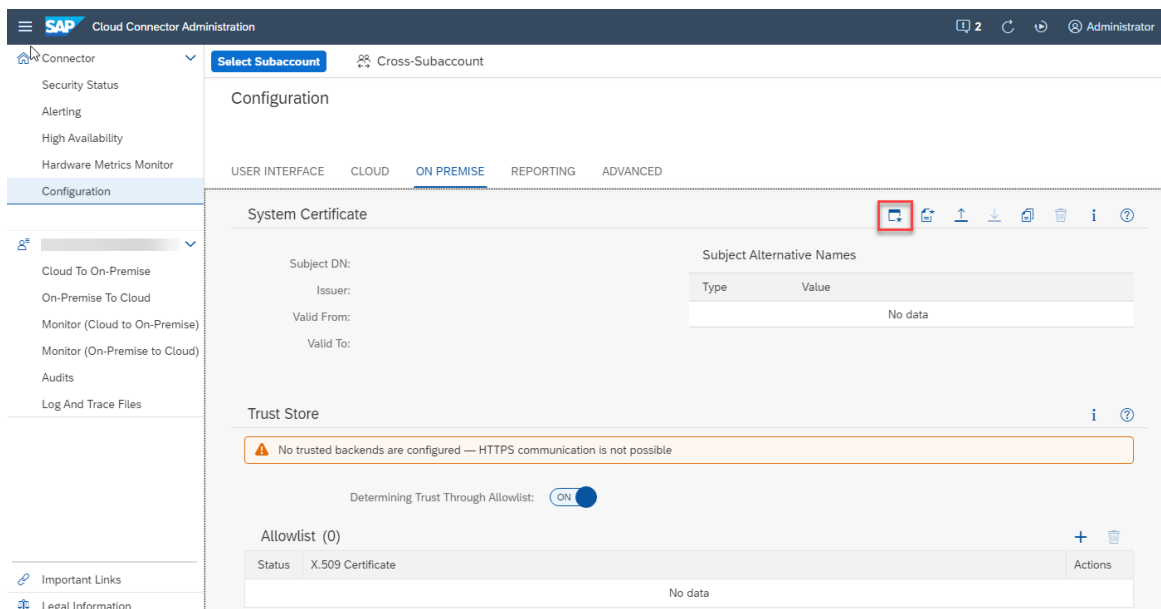 SAP Cloud Connector Administration
2
Administrator
Connector
Security Status
Alerting
High Availability
Hardware Metrics Monitor
Configuration
Cloud To On-Premise
On-Premise To Cloud
Monitor (Cloud to On-Premise)
Monitor (On-Premise to Cloud)
Audits
Log And Trace Files
Important Links
Legal Information
Select Subaccount
Cross-Subaccount
Configuration
USER INTERFACE CLOUD ON PREMISE REPORTING ADVANCED
System Certificate
Subject DN:
Issuer:
Valid From:
Valid To:
Subject Alternative Names
Type Value
No data
Trust Store
No trusted backends are configured — HTTPS communication is not possible
Determining Trust Through Allowlist: ON
Allowlist (0)
Status X.509 Certificate Actions
No data